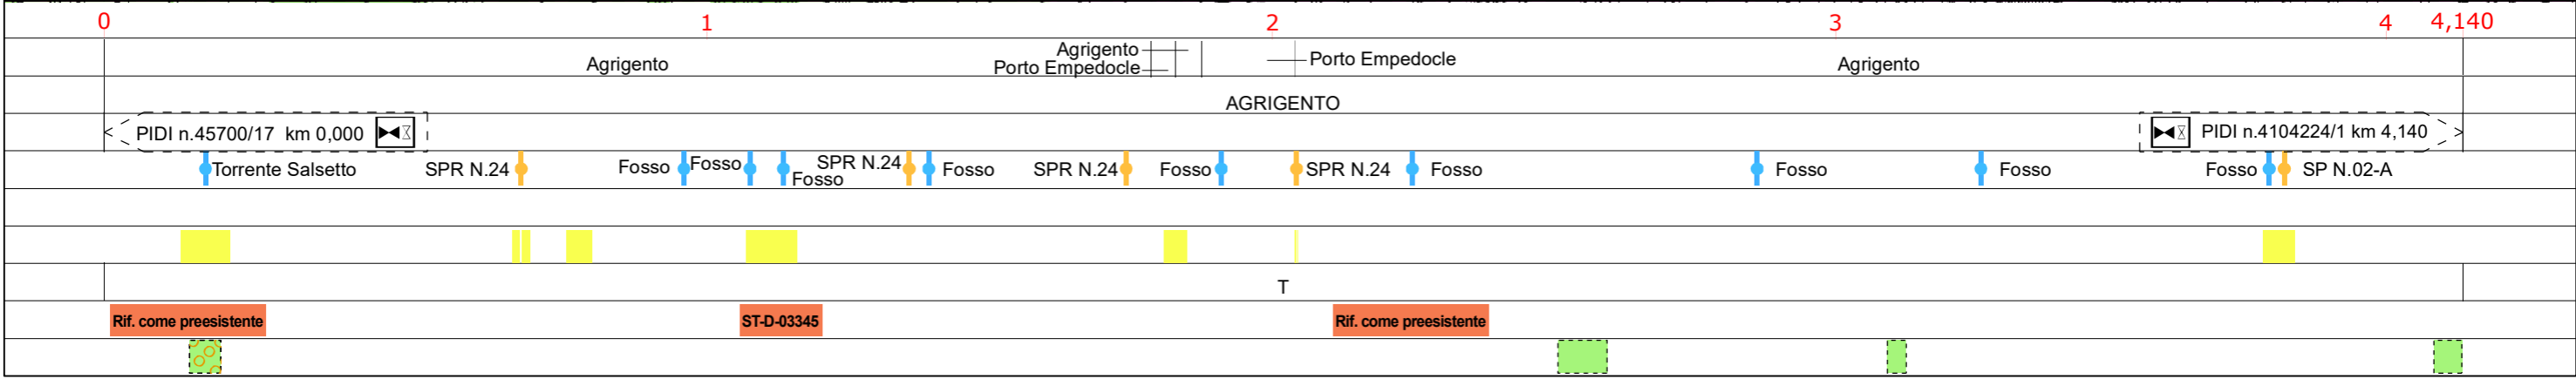 0 1 2 3 4 4,140
Agrigento
Agrigento
Porto Empedocle
Porto Empedocle
Agrigento
AGRIGENTO
PIDI n.45700/17 km 0,000
PIDI n.4104224/1 km 4,140
Torrente Salsetto
SPR N.24
Fosso
Fosso
Fosso
SPR N.24
Fosso
SPR N.24
Fosso
SPR N.24
Fosso
Fosso
Fosso
Fosso
SP N.02-A
T
Rif. come preesistente
ST-D-03345
Rif. come preesistente